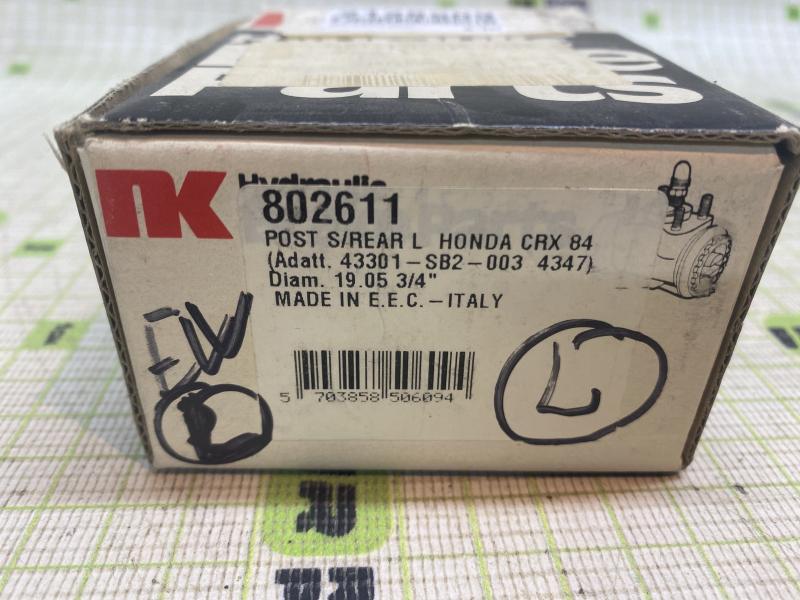 Parts
NK
Hydraulic
802611
POST S/REAR L HONDA CRX 84
(Adatt. 43301-SB2-003 4347)
Diam. 19.05 3/4"
MADE IN E.E.C.-ITALY
5 703858 506094
L
L